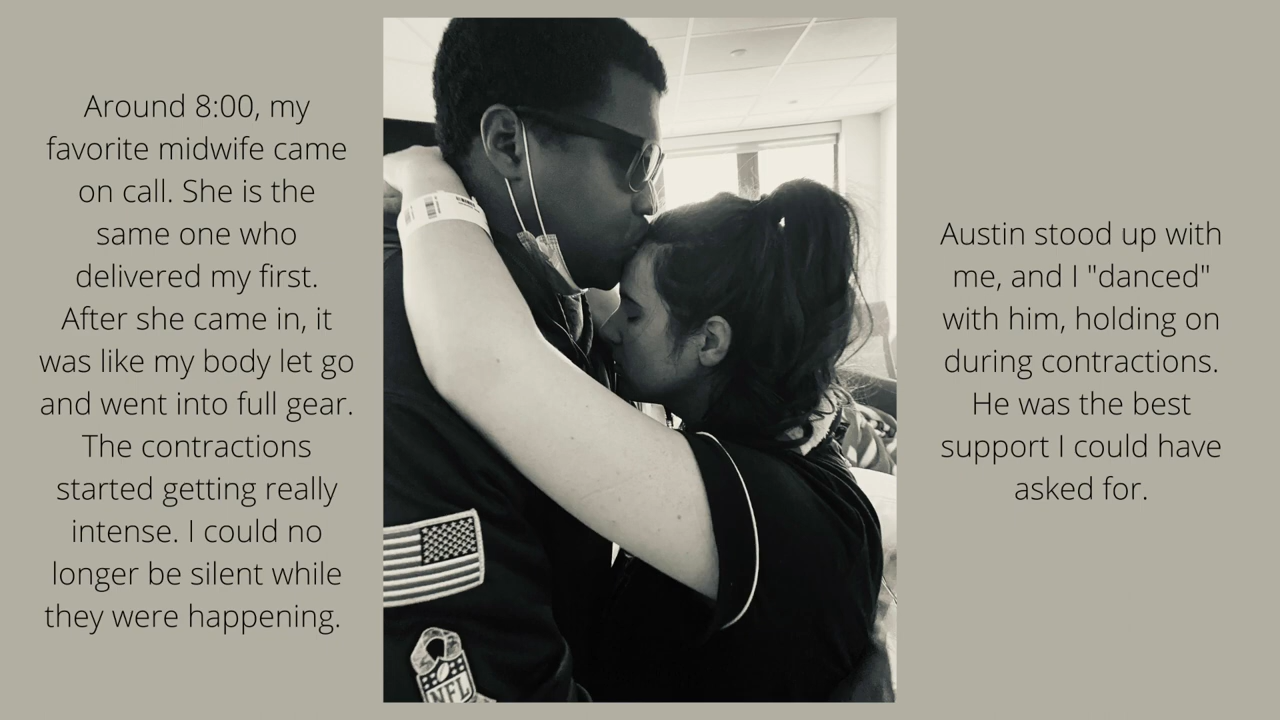 Around 8:00, my
favorite midwife came
on call. She is the
same one who
delivered my first.
After she came in, it
was like my body let go
and went into full gear.
The contractions
started getting really
intense. I could no
longer be silent while
they were happening.
NFL
Austin stood up with
me, and I "danced"
with him, holding on
during contractions.
He was the best
support I could have
asked for.